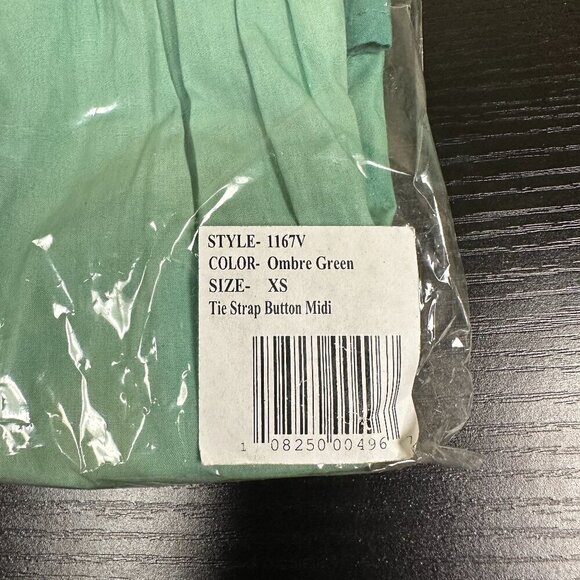 STYLE- 1167V
COLOR- Ombre Green
SIZE- XS
Tie Strap Button Midi
1 08250 00496